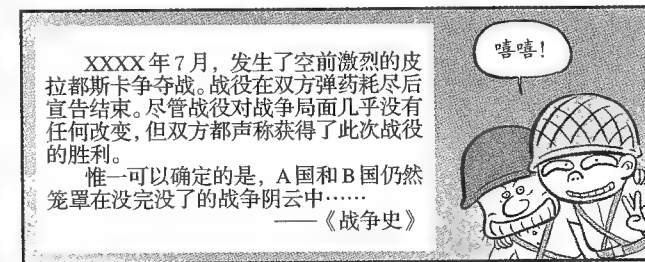 XXXX年7月，发生了空前激烈的皮
拉都斯卡争夺战。战役在双方弹药耗尽后
宣告结束。尽管战役对战争局面几乎没有
任何改变，但双方都声称获得了此次战役
的胜利。
惟一可以确定的是，A国和B国仍然
笼罩在没完没了的战争阴云中……
——《战争史》
嘻嘻！